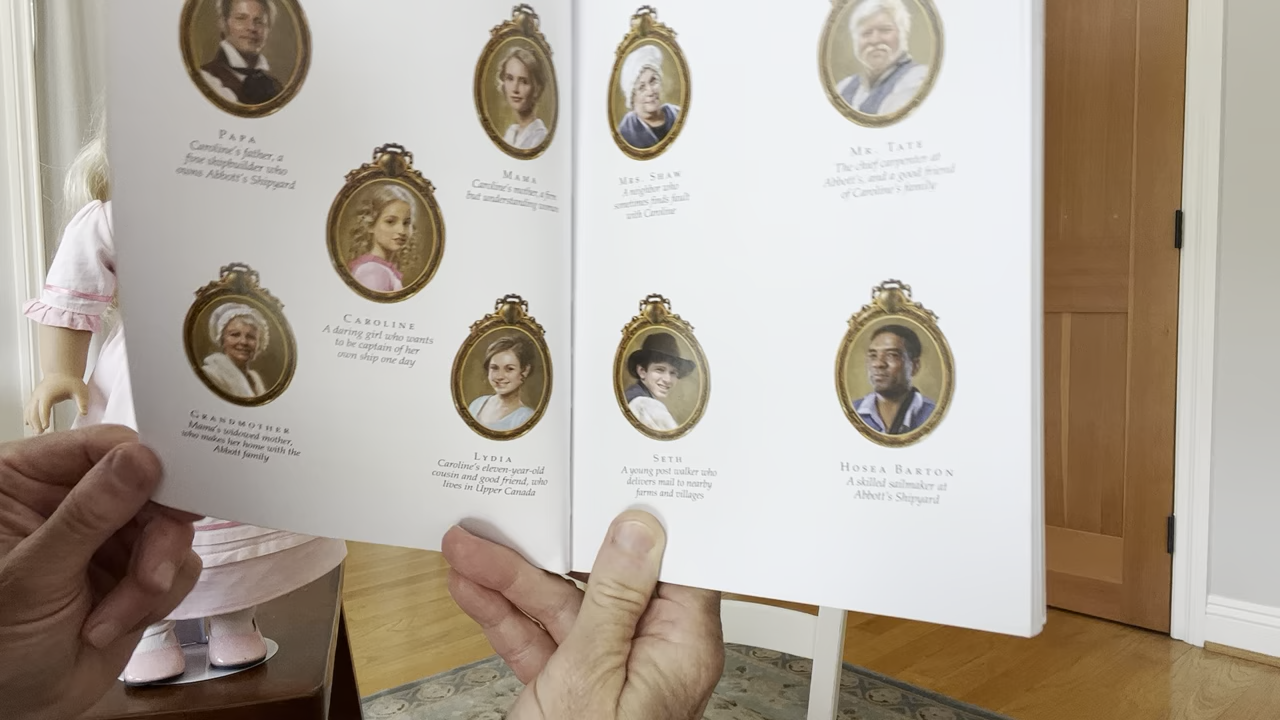 PAPA
Caroline's father, a
fine shipbuilder who
owns Abbott's Shipyard
MAMA
Caroline's mother, a firm
but understanding woman
CAROLINE
A daring girl who wants
to be captain of her
own ship one day
GRANDMOTHER
Mama's widowed mother,
who makes her home with the
Abbott family
LYDIA
Caroline's eleven-year-old
cousin and good friend, who
lives in Upper Canada
MRS. SHAW
A neighbor who
sometimes finds fault
with Caroline
MR. TATE
The chief carpenter at
Abbott's, and a good friend
of Caroline's family
SETH
A young post walker who
delivers mail to nearby
farms and villages
HOSEA BARTON
A skilled sailmaker at
Abbott's Shipyard